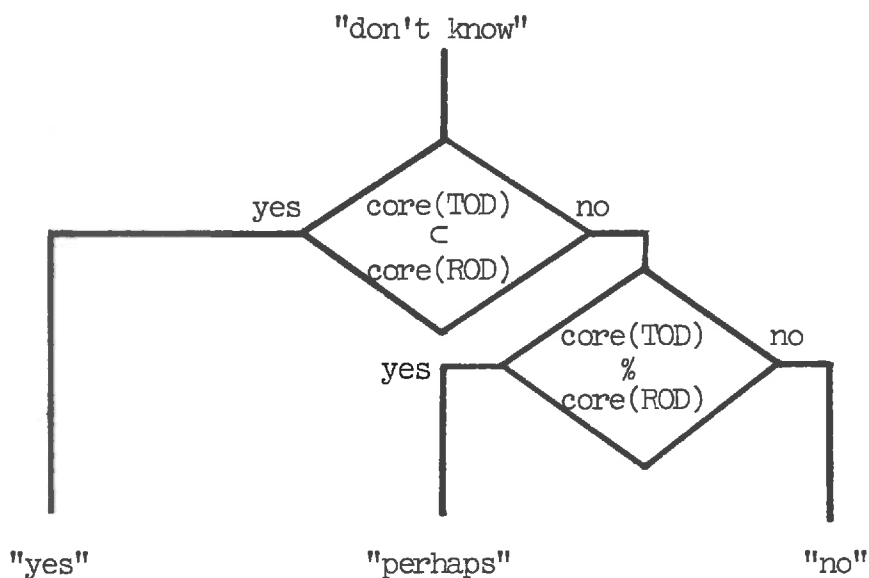 "don't know"
yes
core(TOD)
⊂
core(ROD)
no
yes
core(TOD)
%
core(ROD)
no
"yes"
"perhaps"
"no"